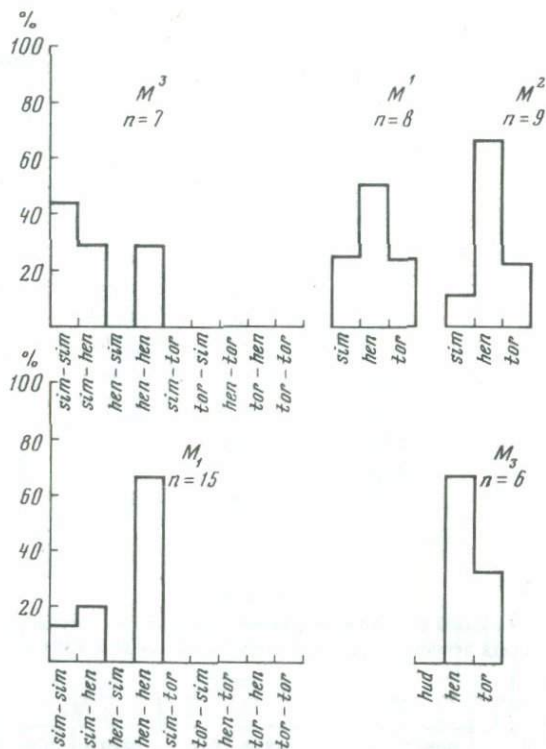 %
100
80
60
40
20
M³
n=7
M¹
n=8
M²
n=9
sim-sim
sim-hen
hen-sim
hen-hen
sim-tor
tor-sim
hen-tor
tor-hen
tor-tor
sim
hen
tor
sim
hen
tor
%
100
80
60
40
20
M₁
n=15
M₃
n=6
sim-sim
sim-hen
hen-sim
hen-hen
sim-tor
tor-sim
hen-tor
tor-hen
tor-tor
hud
hen
tor